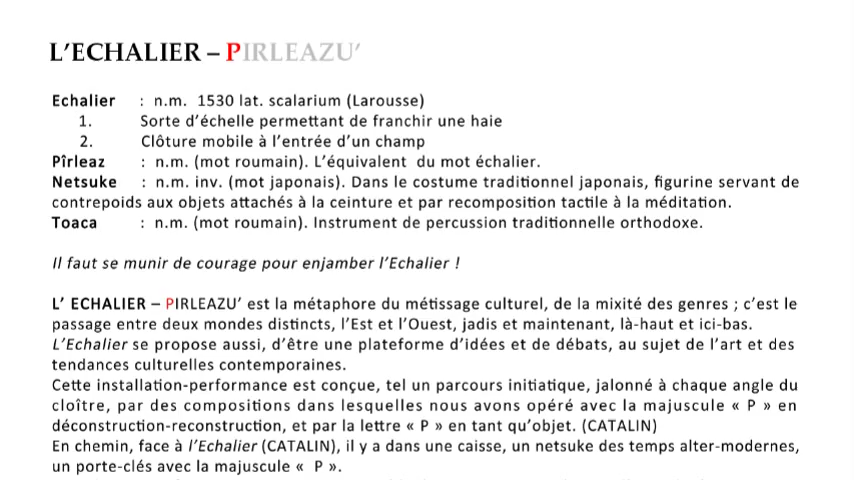 L’ECHALIER – PIRLEAZU’
Echalier : n.m. 1530 lat. scalarium (Larousse)
1. Sorte d’échelle permettant de franchir une haie
2. Clôture mobile à l’entrée d’un champ
Pîrleaz : n.m. (mot roumain). L’équivalent du mot échalier.
Netsuke : n.m. inv. (mot japonais). Dans le costume traditionnel japonais, figurine servant de
contrepoids aux objets attachés à la ceinture et par recomposition tactile à la méditation.
Toaca : n.m. (mot roumain). Instrument de percussion traditionnelle orthodoxe.
Il faut se munir de courage pour enjamber l’Echalier !
L’ ECHALIER – PIRLEAZU’ est la métaphore du métissage culturel, de la mixité des genres ; c’est le
passage entre deux mondes distincts, l’Est et l’Ouest, jadis et maintenant, là-haut et ici-bas.
L’Echalier se propose aussi, d’être une plateforme d’idées et de débats, au sujet de l’art et des
tendances culturelles contemporaines.
Cette installation-performance est conçue, tel un parcours initiatique, jalonné à chaque angle du
cloître, par des compositions dans lesquelles nous avons opéré avec la majuscule « P » en
déconstruction-reconstruction, et par la lettre « P » en tant qu’objet. (CATALIN)
En chemin, face à l’Echalier (CATALIN), il y a dans une caisse, un netsuke des temps alter-modernes,
un porte-clés avec la majuscule « P ».